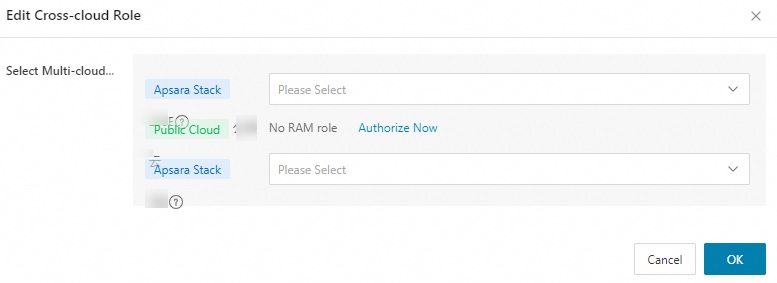 Edit Cross-cloud Role
Select Multi-cloud...
Apsara Stack
Please Select
Public Cloud
No RAM role Authorize Now
云
Apsara Stack
Please Select
Cancel
OK